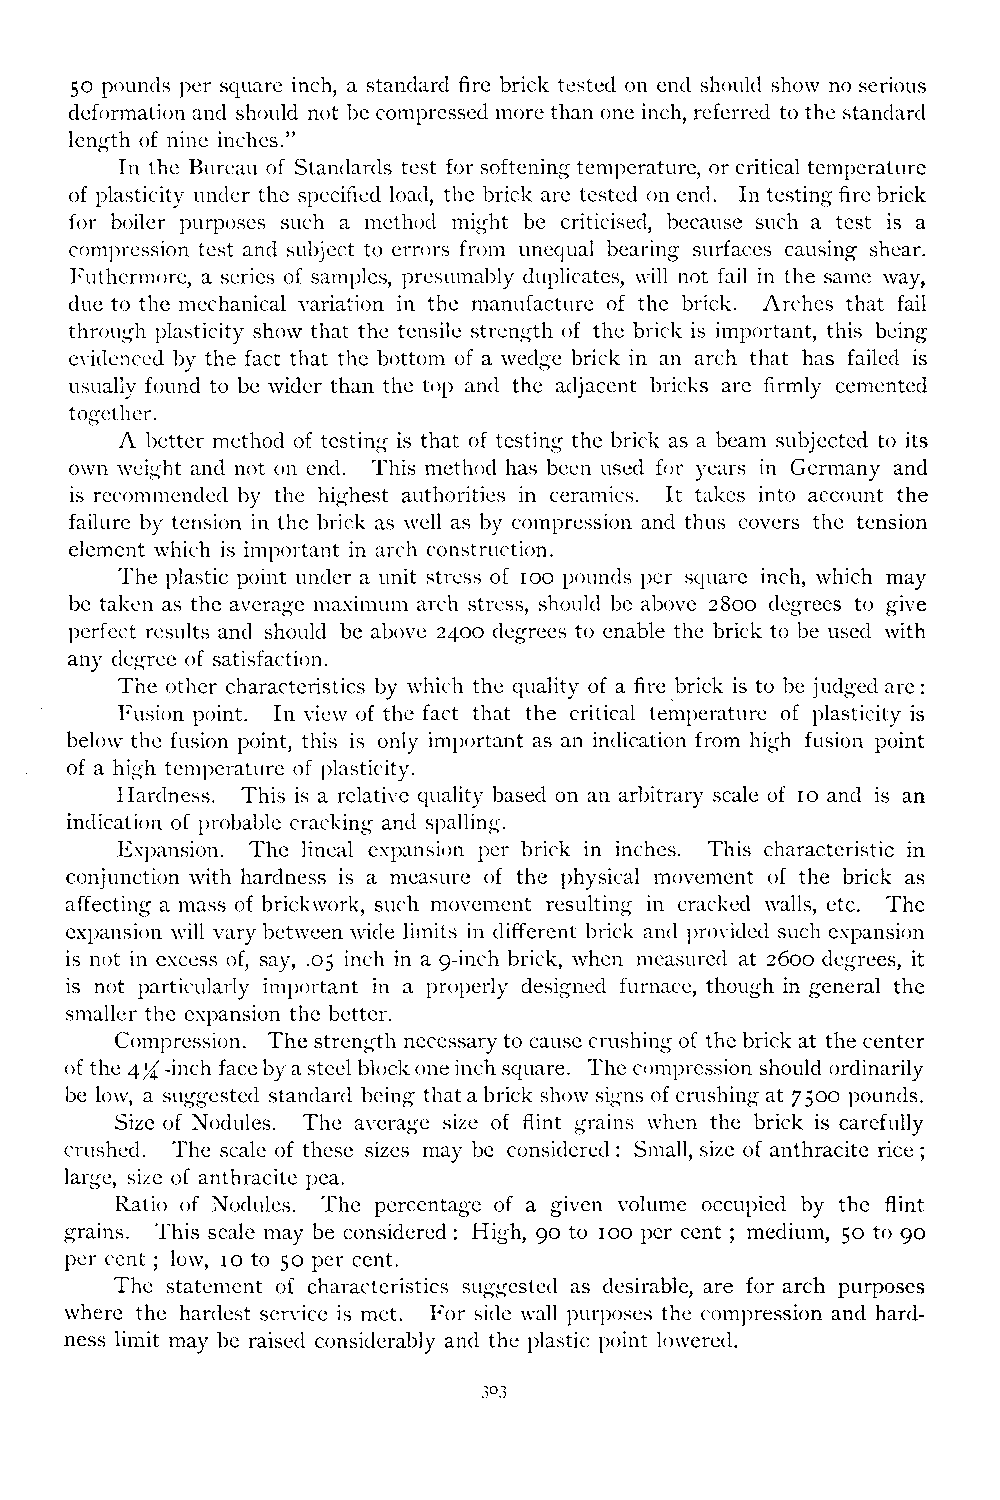 50 pounds per square inch, a standard fire brick tested on end should show no serious
deformation and should not be compressed more than one inch, referred to the standard
length of nine inches.”
In the Bureau of Standards test for softening temperature, or critical temperature
of plasticity under the specified load, the brick are tested on end. In testing fire brick
for boiler purposes such a method might be criticised, because such a test is a
compression test and subject to errors from unequal bearing surfaces causing shear.
Futhermore, a series of samples, presumably duplicates, will not fail in the same way,
due to the mechanical variation in the manufacture of the brick. Arches that fail
through plasticity show that the tensile strength of the brick is important, this being
evidenced by the fact that the bottom of a wedge brick in an arch that has failed is
usually found to be wider than the top and the adjacent bricks are firmly cemented
together.
A better method of testing is that of testing the brick as a beam subjected to its
own weight and not on end. This method has been used for years in Germany and
is recommended by the highest authorities in ceramics. It takes into account the
failure by tension in the brick as well as by compression and thus covers the tension
element which is important in arch construction.
The plastic point under a unit stress of 100 pounds per square inch, which may
be taken as the average maximum arch stress, should be above 2800 degrees to give
perfect results and should be above 2400 degrees to enable the brick to be used with
any degree of satisfaction.
The other characteristics by which the quality of a fire brick is to be judged are:
Fusion point. In view of the fact that the critical temperature of plasticity is
below the fusion point, this is only important as an indication from high fusion point
of a high temperature of plasticity.
Hardness. This is a relative quality based on an arbitrary scale of 10 and is an
indication of probable cracking and spalling.
Expansion. The lineal expansion per brick in inches. This characteristic in
conjunction with hardness is a measure of the physical movement of the brick as
affecting a mass of brickwork, such movement resulting in cracked walls, etc. The
expansion will vary between wide limits in different brick and provided such expansion
is not in excess of, say, .05 inch in a 9-inch brick, when measured at 2600 degrees, it
is not particularly important in a properly designed furnace, though in general the
smaller the expansion the better.
Compression. The strength necessary to cause crushing of the brick at the center
of the 4½-inch face by a steel block one inch square. The compression should ordinarily
be low, a suggested standard being that a brick show signs of crushing at 7500 pounds.
Size of Nodules. The average size of flint grains when the brick is carefully
crushed. The scale of these sizes may be considered: Small, size of anthracite rice;
large, size of anthracite pea.
Ratio of Nodules. The percentage of a given volume occupied by the flint
grains. This scale may be considered: High, 90 to 100 per cent; medium, 50 to 90
per cent; low, 10 to 50 per cent.
The statement of characteristics suggested as desirable, are for arch purposes
where the hardest service is met. For side wall purposes the compression and hard-
ness limit may be raised considerably and the plastic point lowered.
303